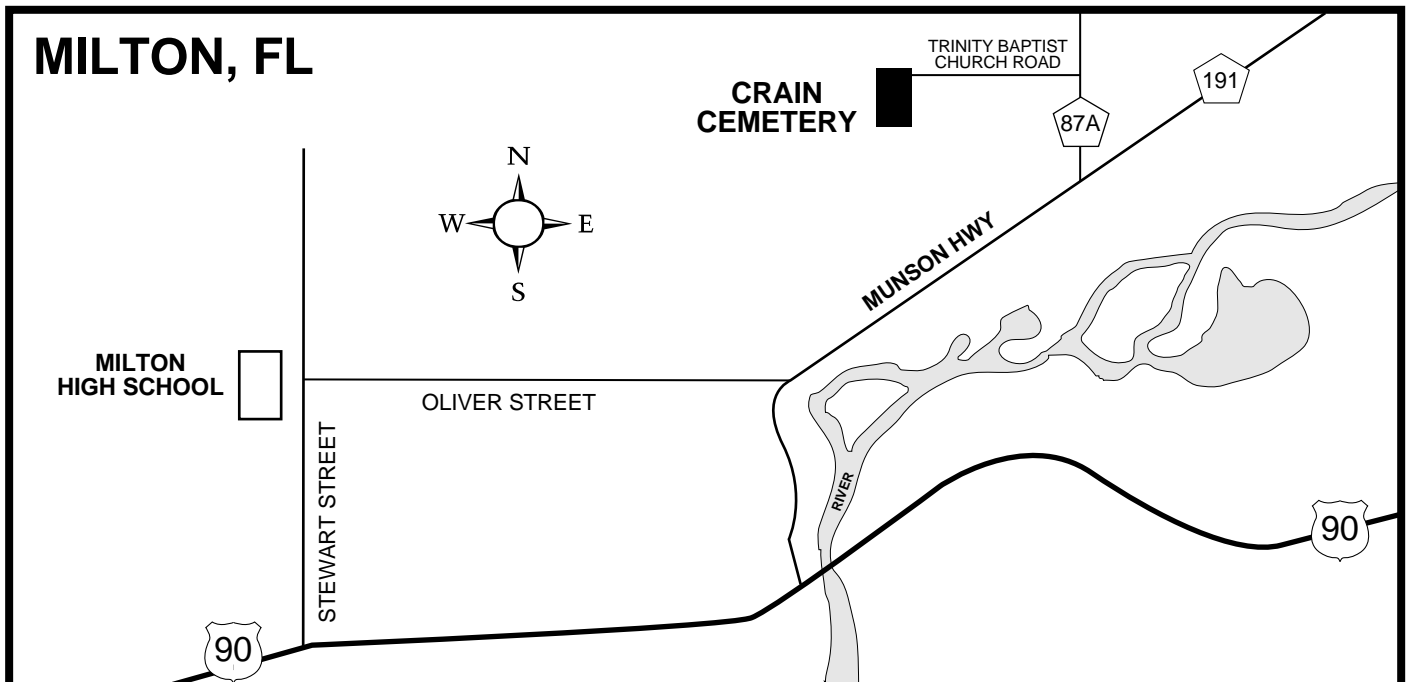 MILTON, FL
TRINITY BAPTIST
CHURCH ROAD
CRAIN
CEMETERY
191
87A
N
W
E
S
MUNSON HWY
MILTON
HIGH SCHOOL
OLIVER STREET
STEWART STREET
RIVER
90
90